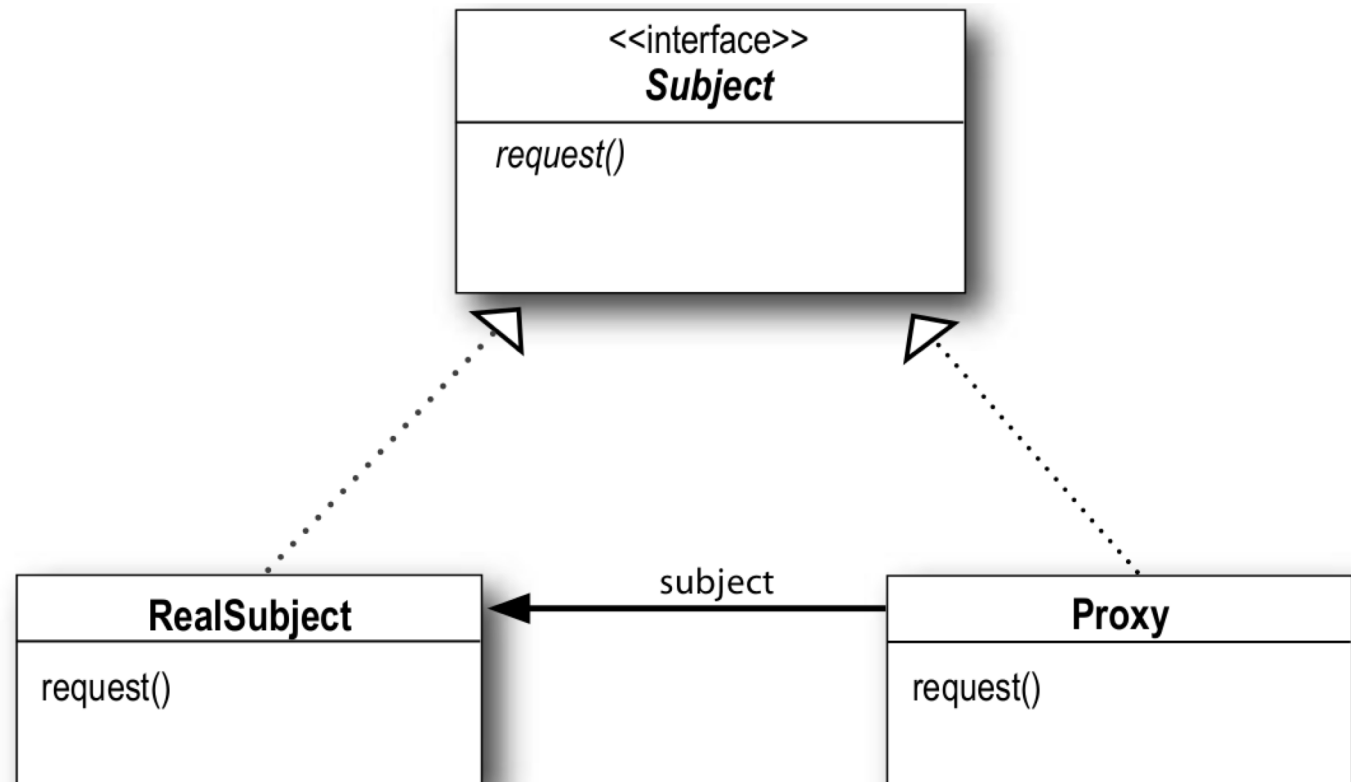 <<interface>>
Subject
request()
subject
RealSubject
Proxy
request()
request()